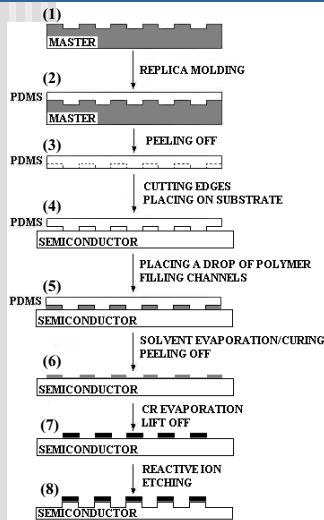 (1)
MASTER
REPLICA MOLDING
(2)
PDMS
MASTER
PEELING OFF
(3)
PDMS
CUTTING EDGES
PLACING ON SUBSTRATE
(4)
PDMS
SEMICONDUCTOR
PLACING A DROP OF POLYMER
FILLING CHANNELS
(5)
PDMS
SEMICONDUCTOR
SOLVENT EVAPORATION/CURING
PEELING OFF
(6)
SEMICONDUCTOR
CR EVAPORATION
LIFT OFF
(7)
SEMICONDUCTOR
REACTIVE ION
ETCHING
(8)
SEMICONDUCTOR